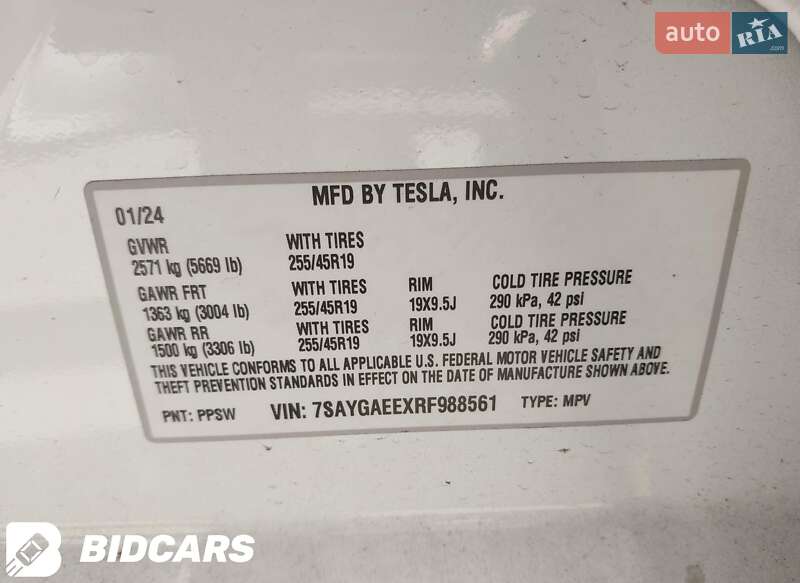 auto RIA .com
MFD BY TESLA, INC.
01/24
GVWR WITH TIRES
2571 kg (5669 lb) 255/45R19
GAWR FRT WITH TIRES RIM COLD TIRE PRESSURE
1363 kg (3004 lb) 255/45R19 19X9.5J 290 kPa, 42 psi
GAWR RR WITH TIRES RIM COLD TIRE PRESSURE
1500 kg (3306 lb) 255/45R19 19X9.5J 290 kPa, 42 psi
THIS VEHICLE CONFORMS TO ALL APPLICABLE U.S. FEDERAL MOTOR VEHICLE SAFETY AND
THEFT PREVENTION STANDARDS IN EFFECT ON THE DATE OF MANUFACTURE SHOWN ABOVE.
PNT: PPSW VIN: 7SAYGAEEXRF988561 TYPE: MPV
BIDCARS